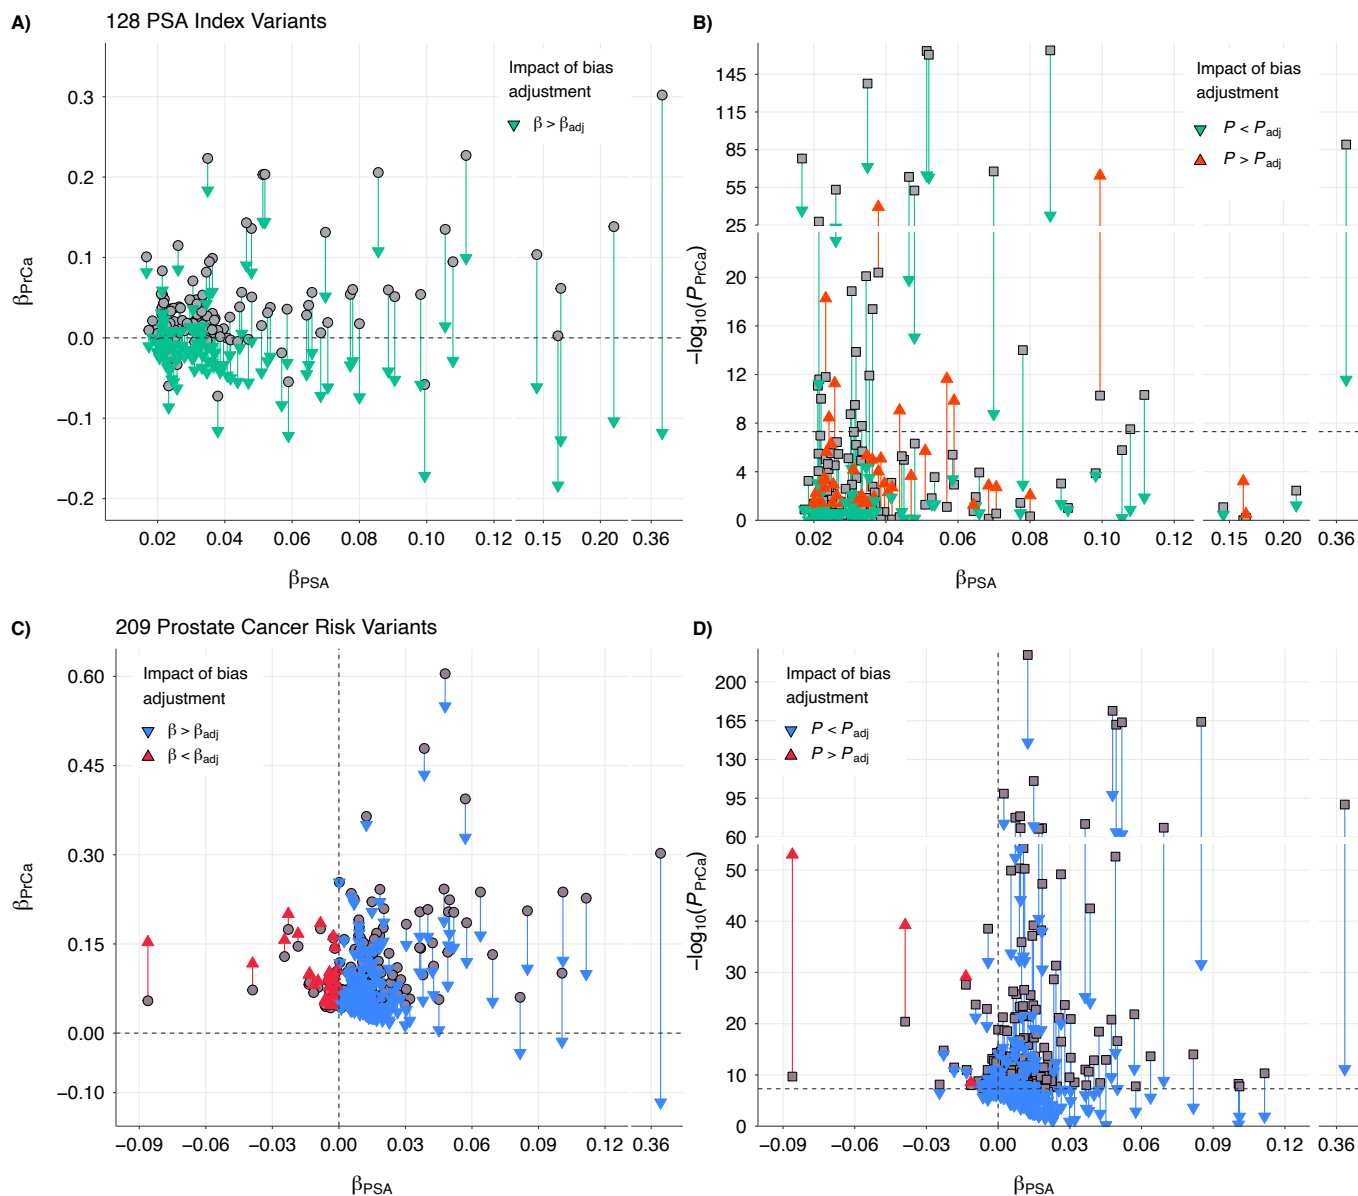 A)
128 PSA Index Variants
Impact of bias
adjustment
β > βadj
0.3
0.2
0.1
0.0
−0.1
−0.2
βPrCa
0.02
0.04
0.06
0.08
0.10
0.12
0.15
0.20
0.36
βPSA
B)
Impact of bias
adjustment
P < Padj
P > Padj
145
115
85
55
25
20
16
12
8
4
0
−log10(PPrCa)
0.02
0.04
0.06
0.08
0.10
0.12
0.15
0.20
0.36
βPSA
C)
209 Prostate Cancer Risk Variants
Impact of bias
adjustment
β > βadj
β < βadj
0.60
0.45
0.30
0.15
0.00
−0.10
βPrCa
−0.09
−0.06
−0.03
0.00
0.03
0.06
0.09
0.12
0.36
βPSA
D)
Impact of bias
adjustment
P < Padj
P > Padj
200
165
130
95
60
50
40
30
20
10
0
−log10(PPrCa)
−0.09
−0.06
−0.03
0.00
0.03
0.06
0.09
0.12
0.36
βPSA